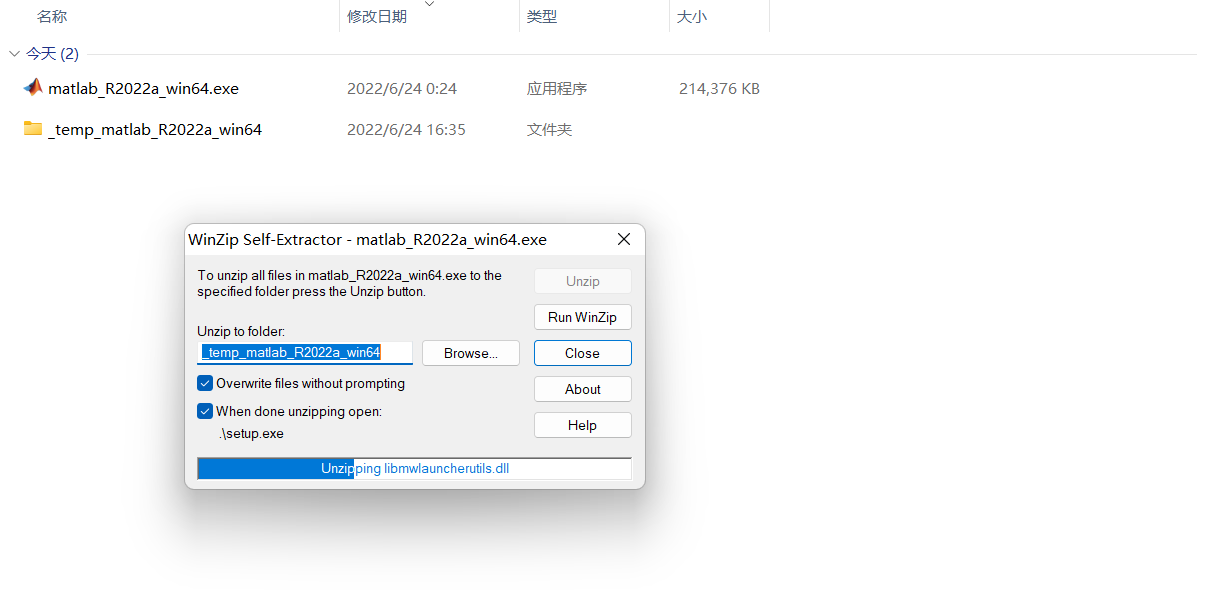 名称 修改日期 类型 大小
今天 (2)
matlab_R2022a_win64.exe 2022/6/24 0:24 应用程序 214,376 KB
_temp_matlab_R2022a_win64 2022/6/24 16:35 文件夹
WinZip Self-Extractor - matlab_R2022a_win64.exe
To unzip all files in matlab_R2022a_win64.exe to the
specified folder press the Unzip button.
Unzip
Run WinZip
Unzip to folder:
_temp_matlab_R2022a_win64 Browse... Close
Overwrite files without prompting About
When done unzipping open:
.\setup.exe Help
Unzipping libmwlauncherutils.dll